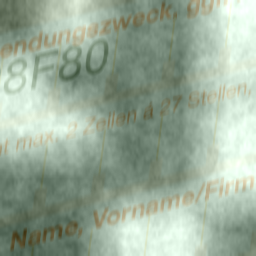 endungszweck, ggf.
8F80
max. 2 Zeilen à 27 Stellen,
Name, Vorname/Firm